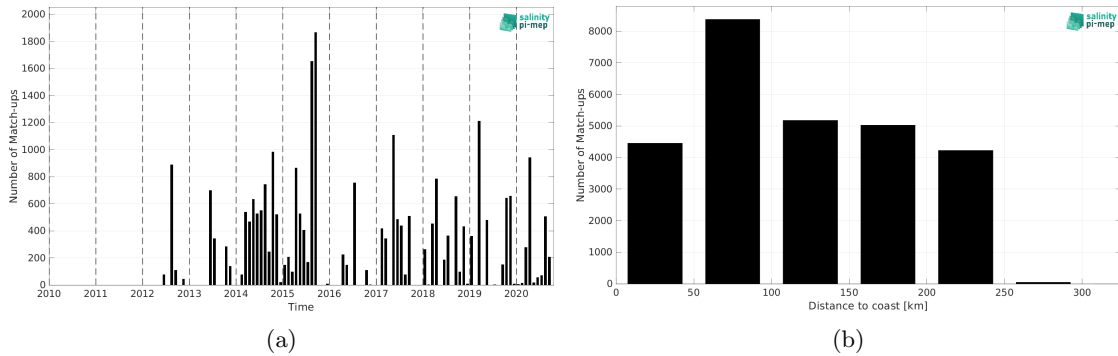 2000
1800
1600
1400
1200
1000
800
600
400
200
0
Number of Match-ups
2010 2011 2012 2013 2014 2015 2016 2017 2018 2019 2020
Time
salinity
pi-mep
(a)
8000
7000
6000
5000
4000
3000
2000
1000
0
Number of Match-ups
0 50 100 150 200 250 300
Distance to coast [km]
salinity
pi-mep
(b)